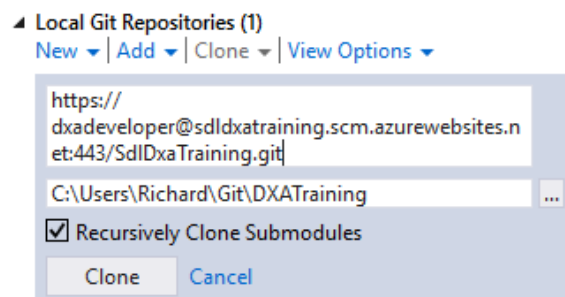 Local Git Repositories (1)
New | Add | Clone | View Options
https://
dxadeveloper@sdldxatraining.scm.azurewebsites.n
et:443/SdlDxaTraining.git
C:\Users\Richard\Git\DXATraining ...
Recursively Clone Submodules
Clone Cancel